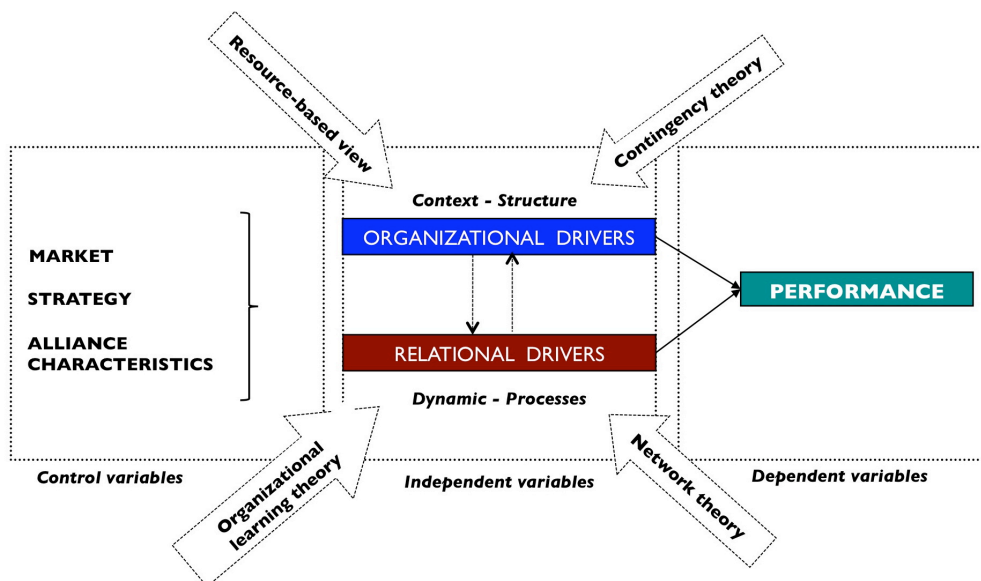 Resource-based view
Contingency theory
Context - Structure
ORGANIZATIONAL DRIVERS
MARKET
STRATEGY
ALLIANCE
CHARACTERISTICS
PERFORMANCE
RELATIONAL DRIVERS
Dynamic - Processes
Organizational
learning theory
Network theory
Control variables
Independent variables
Dependent variables